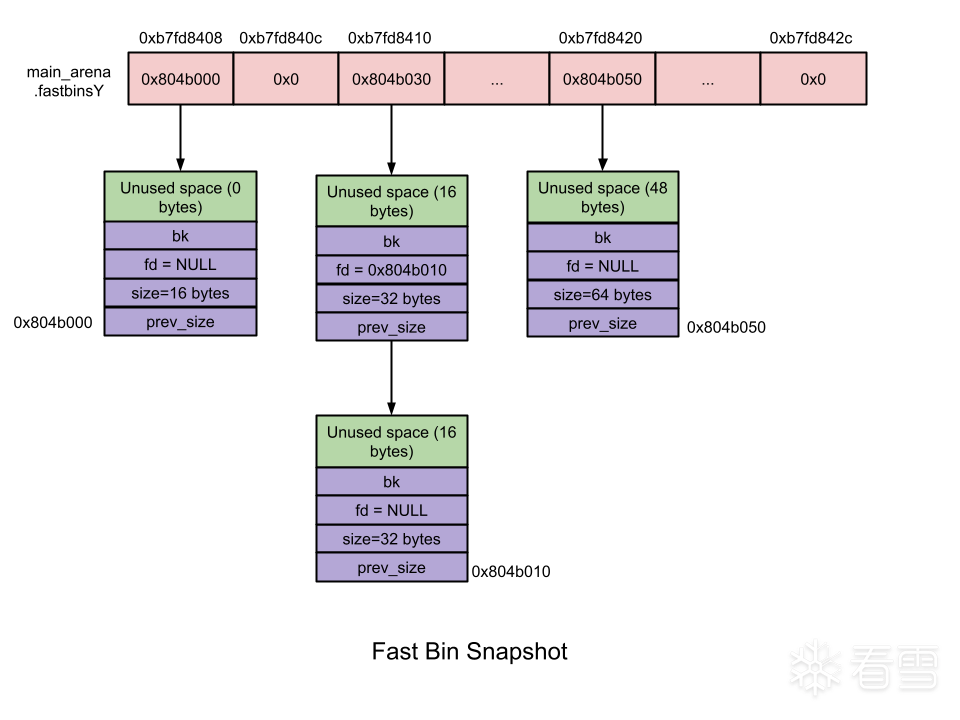 0xb7fd8408
0xb7fd840c
0xb7fd8410
0xb7fd8420
0xb7fd842c
main_arena
.fastbinsY
0x804b000
0x0
0x804b030
...
0x804b050
...
0x0
Unused space (0
bytes)
bk
fd = NULL
size=16 bytes
prev_size
0x804b000
Unused space (16
bytes)
bk
fd = 0x804b010
size=32 bytes
prev_size
Unused space (48
bytes)
bk
fd = NULL
size=64 bytes
prev_size
0x804b050
Unused space (16
bytes)
bk
fd = NULL
size=32 bytes
prev_size
0x804b010
Fast Bin Snapshot
看雪